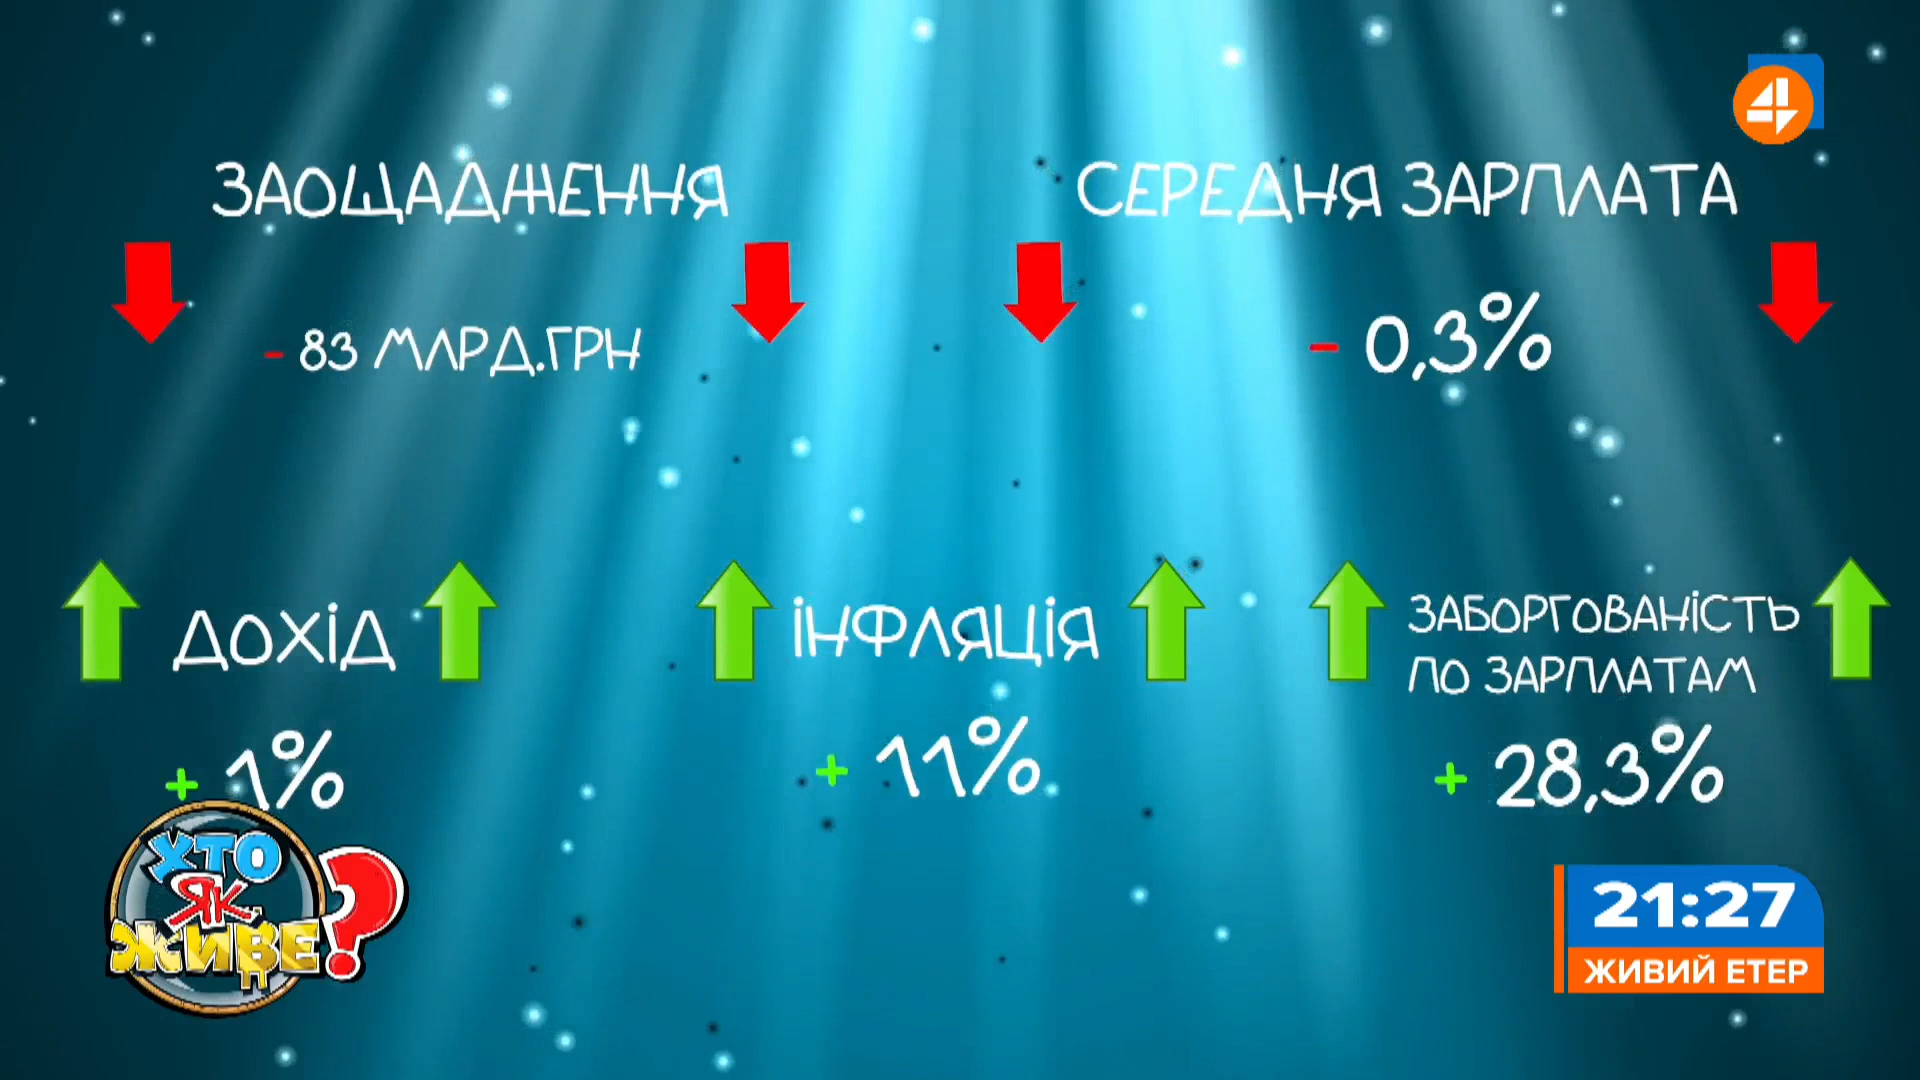 4
ЗАОЩАДЖЕННЯ
СЕРЕДНЯ ЗАРПЛАТА
- 83 МЛРД.ГРН
- 0,3%
ДОХІД
ІНФЛЯЦІЯ
ЗАБОРГОВАНІСТЬ
ПО ЗАРПЛАТАМ
+ 1%
+ 11%
+ 28,3%
ХТО
ЯК
ЖИВЕ?
21:27
ЖИВИЙ ЕТЕР